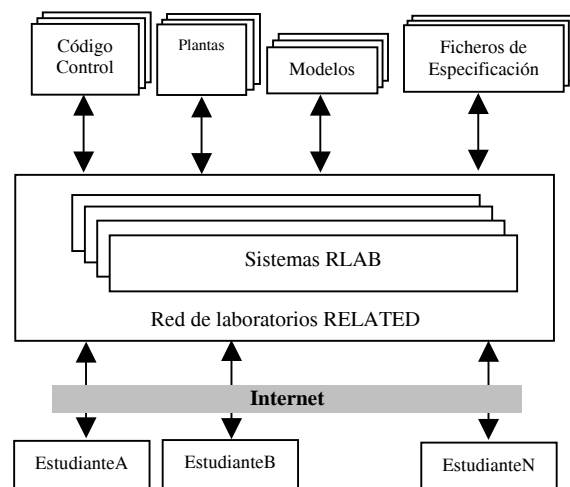 Código
Control
Plantas
Modelos
Ficheros de
Especificación
Sistemas RLAB
Red de laboratorios RELATED
Internet
EstudianteA
EstudianteB
EstudianteN